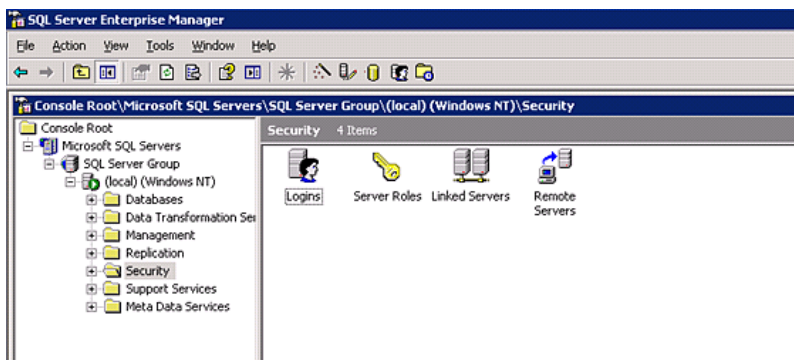 SQL Server Enterprise Manager
File Action View Tools Window Help
Console Root\Microsoft SQL Servers\SQL Server Group\(local) (Windows NT)\Security
Console Root
Microsoft SQL Servers
SQL Server Group
(local) (Windows NT)
Databases
Data Transformation Ser
Management
Replication
Security
Support Services
Meta Data Services
Security 4 Items
Logins
Server Roles
Linked Servers
Remote
Servers